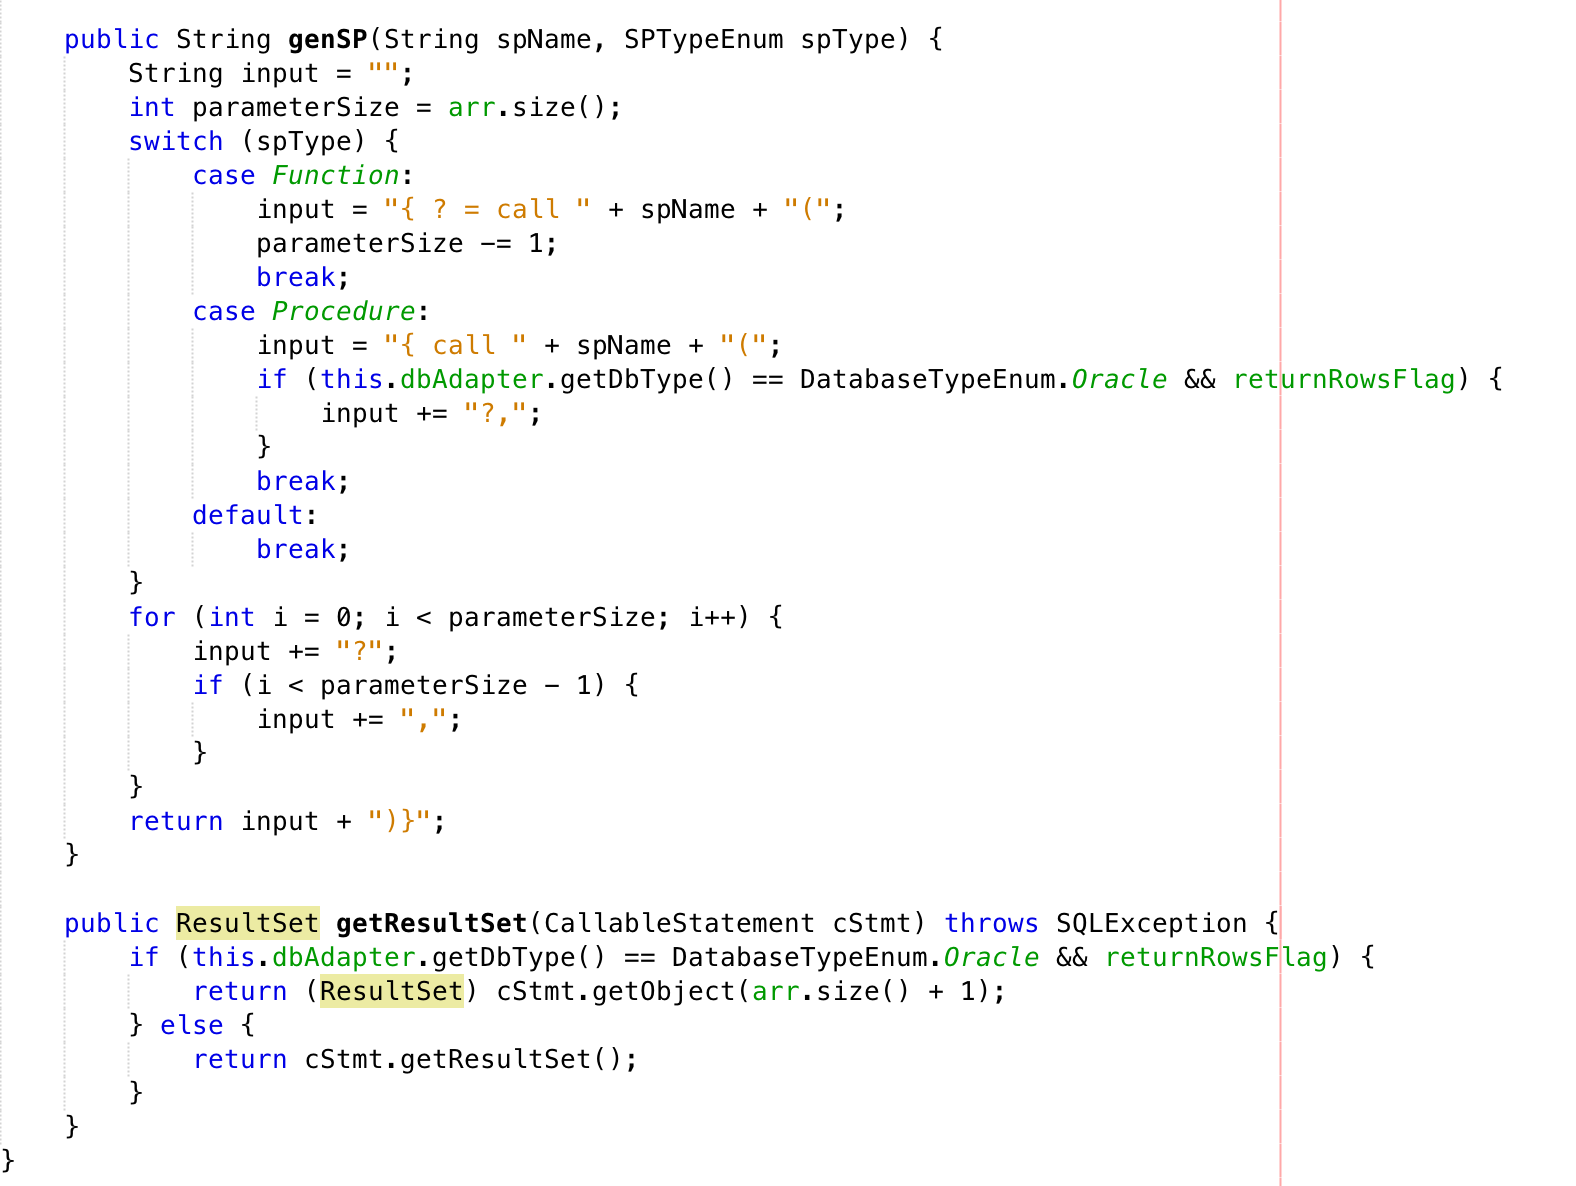 public String genSP(String spName, SPTypeEnum spType) {
String input = "";
int parameterSize = arr.size();
switch (spType) {
case Function:
input = "{ ? = call " + spName + "(";
parameterSize -= 1;
break;
case Procedure:
input = "{ call " + spName + "(";
if (this.dbAdapter.getDbType() == DatabaseTypeEnum.Oracle && returnRowsFlag) {
input += "?,";
}
break;
default:
break;
}
for (int i = 0; i < parameterSize; i++) {
input += "?";
if (i < parameterSize - 1) {
input += ",";
}
}
return input + ")}";
}
public ResultSet getResultSet(CallableStatement cStmt) throws SQLException {
if (this.dbAdapter.getDbType() == DatabaseTypeEnum.Oracle && returnRowsFlag) {
return (ResultSet) cStmt.getObject(arr.size() + 1);
} else {
return cStmt.getResultSet();
}
}
}